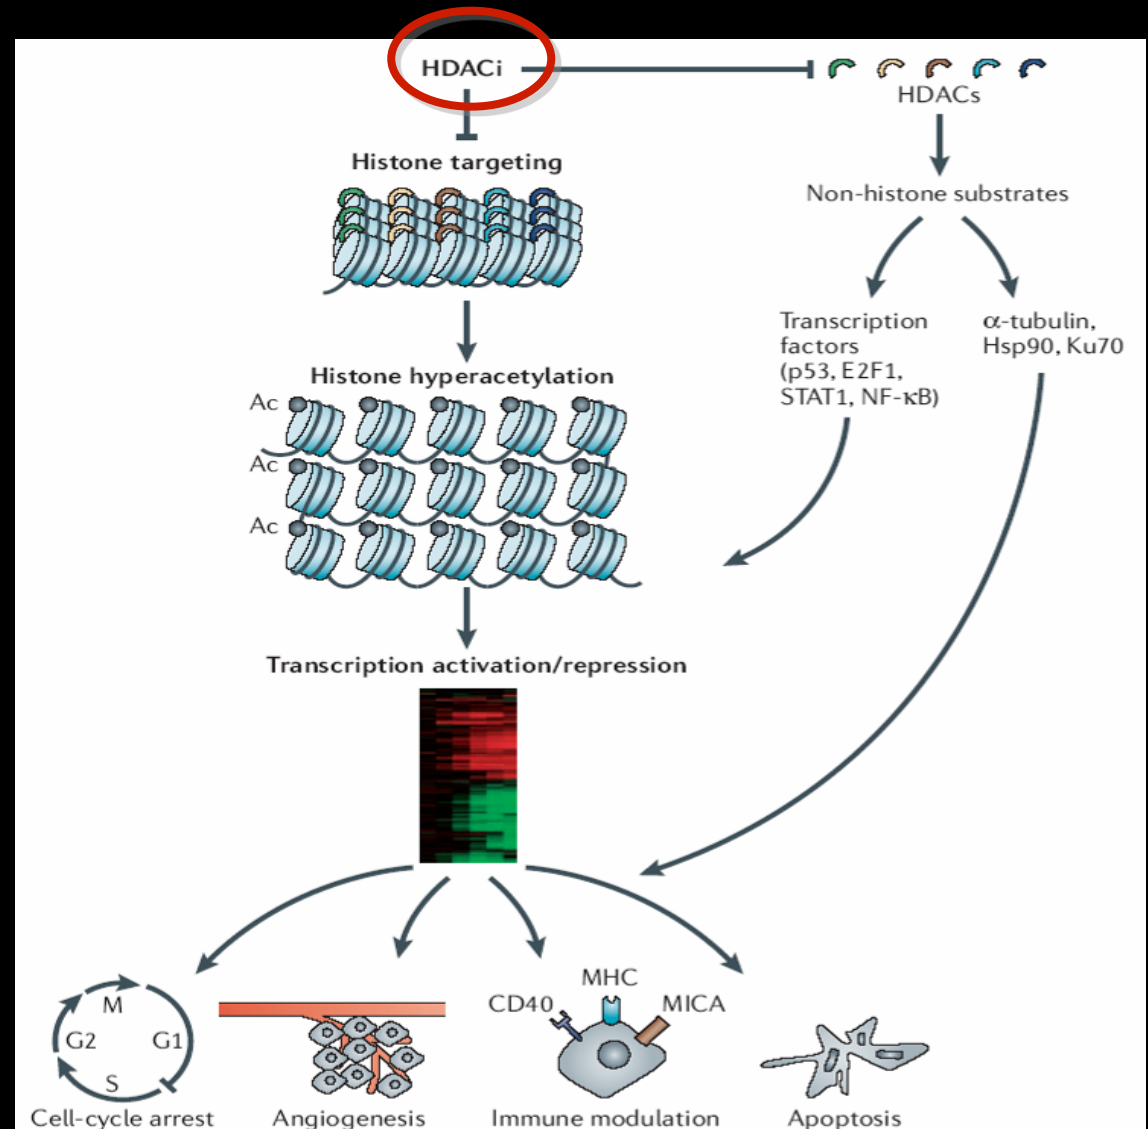 HDACi
HDACs
Histone targeting
Non-histone substrates
Transcription
factors
(p53, E2F1,
STAT1, NF-κB)
α-tubulin,
Hsp90, Ku70
Histone hyperacetylation
Ac
Ac
Ac
Transcription activation/repression
M
G2
G1
S
Cell-cycle arrest
Angiogenesis
MHC
CD40
MICA
Immune modulation
Apoptosis